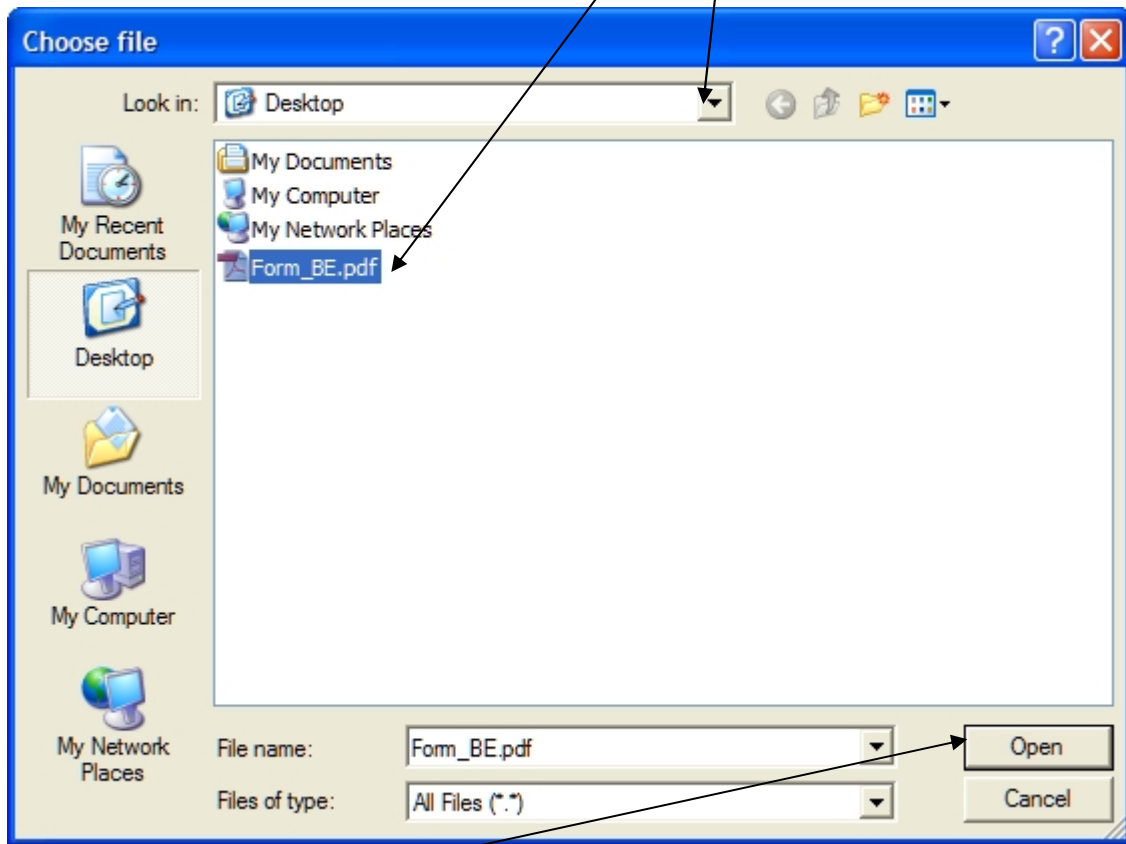 Choose file
?
Look in:
Desktop
My Documents
My Computer
My Network Places
Form_BE.pdf
My Recent
Documents
Desktop
My Documents
My Computer
My Network
Places
File name:
Form_BE.pdf
Open
Files of type:
All Files (*.*)
Cancel